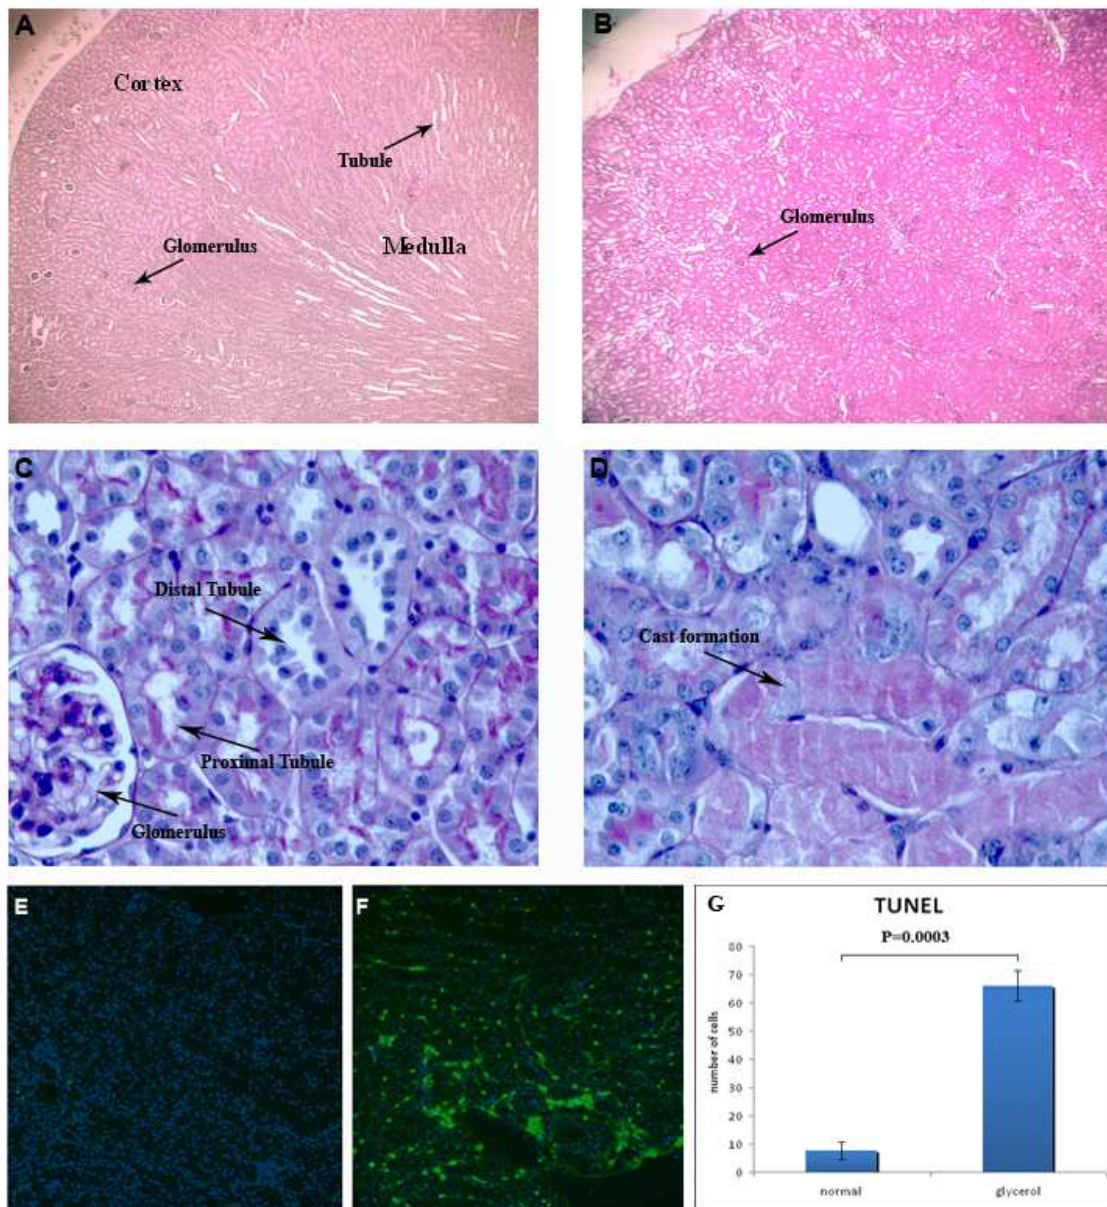 A
Cortex
Tubule
Glomerulus
Medulla
B
Glomerulus
C
Distal Tubule
Proximal Tubule
Glomerulus
D
Cast formation
E
F
G
TUNEL
P=0.0003
number of cells
80
70
60
50
40
30
20
10
0
normal
glycerol